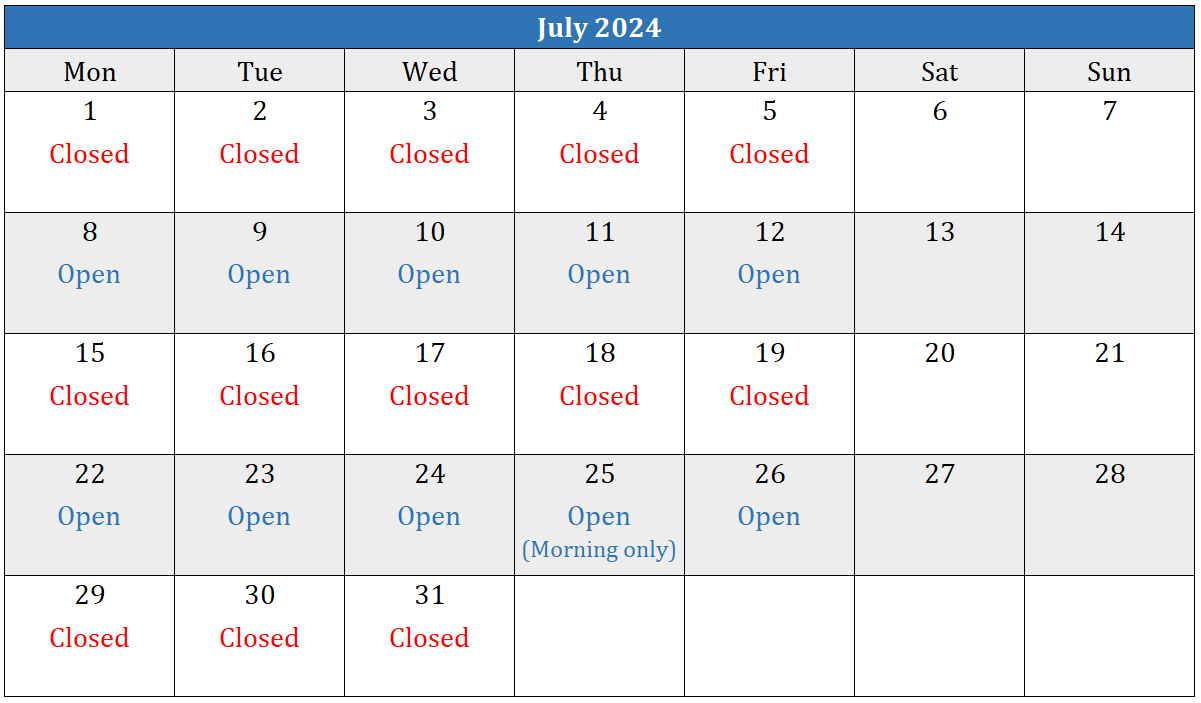 July 2024
Mon Tue Wed Thu Fri Sat Sun
1 2 3 4 5 6 7
Closed Closed Closed Closed Closed
8 9 10 11 12 13 14
Open Open Open Open Open
15 16 17 18 19 20 21
Closed Closed Closed Closed Closed
22 23 24 25 26 27 28
Open Open Open Open Open
(Morning only)
29 30 31
Closed Closed Closed